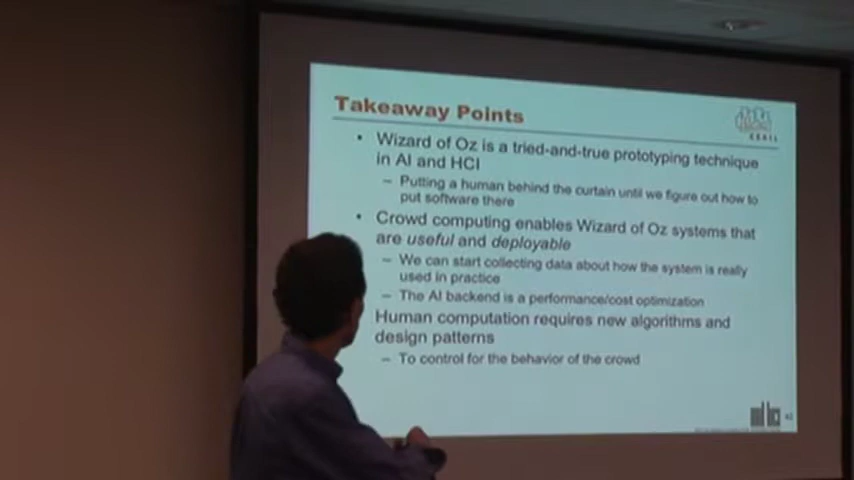 Takeaway Points
• Wizard of Oz is a tried-and-true prototyping technique
in AI and HCI
– Putting a human behind the curtain until we figure out how to
put software there
• Crowd computing enables Wizard of Oz systems that
are useful and deployable
– We can start collecting data about how the system is really
used in practice
– The AI backend is a performance/cost optimization
Human computation requires new algorithms and
design patterns
– To control for the behavior of the crowd